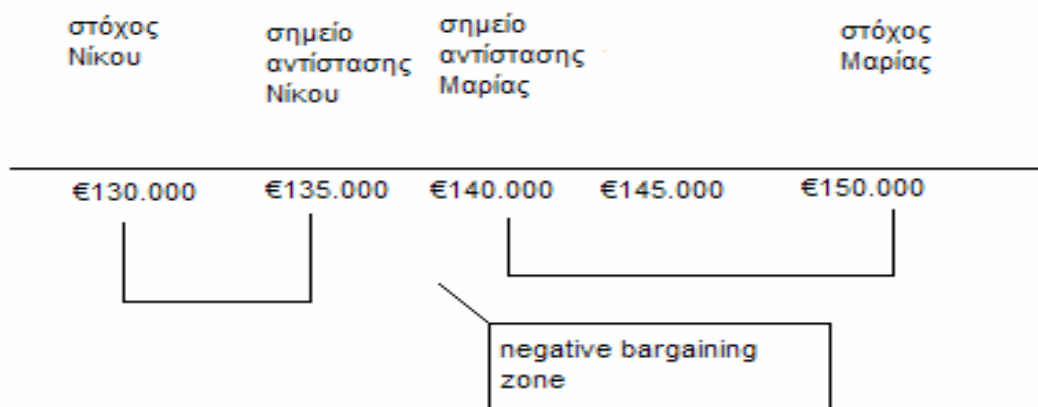 στόχος
Νίκου
σημείο
αντίστασης
Νίκου
σημείο
αντίστασης
Μαρίας
στόχος
Μαρίας
€130.000 €135.000 €140.000 €145.000 €150.000
negative bargaining
zone